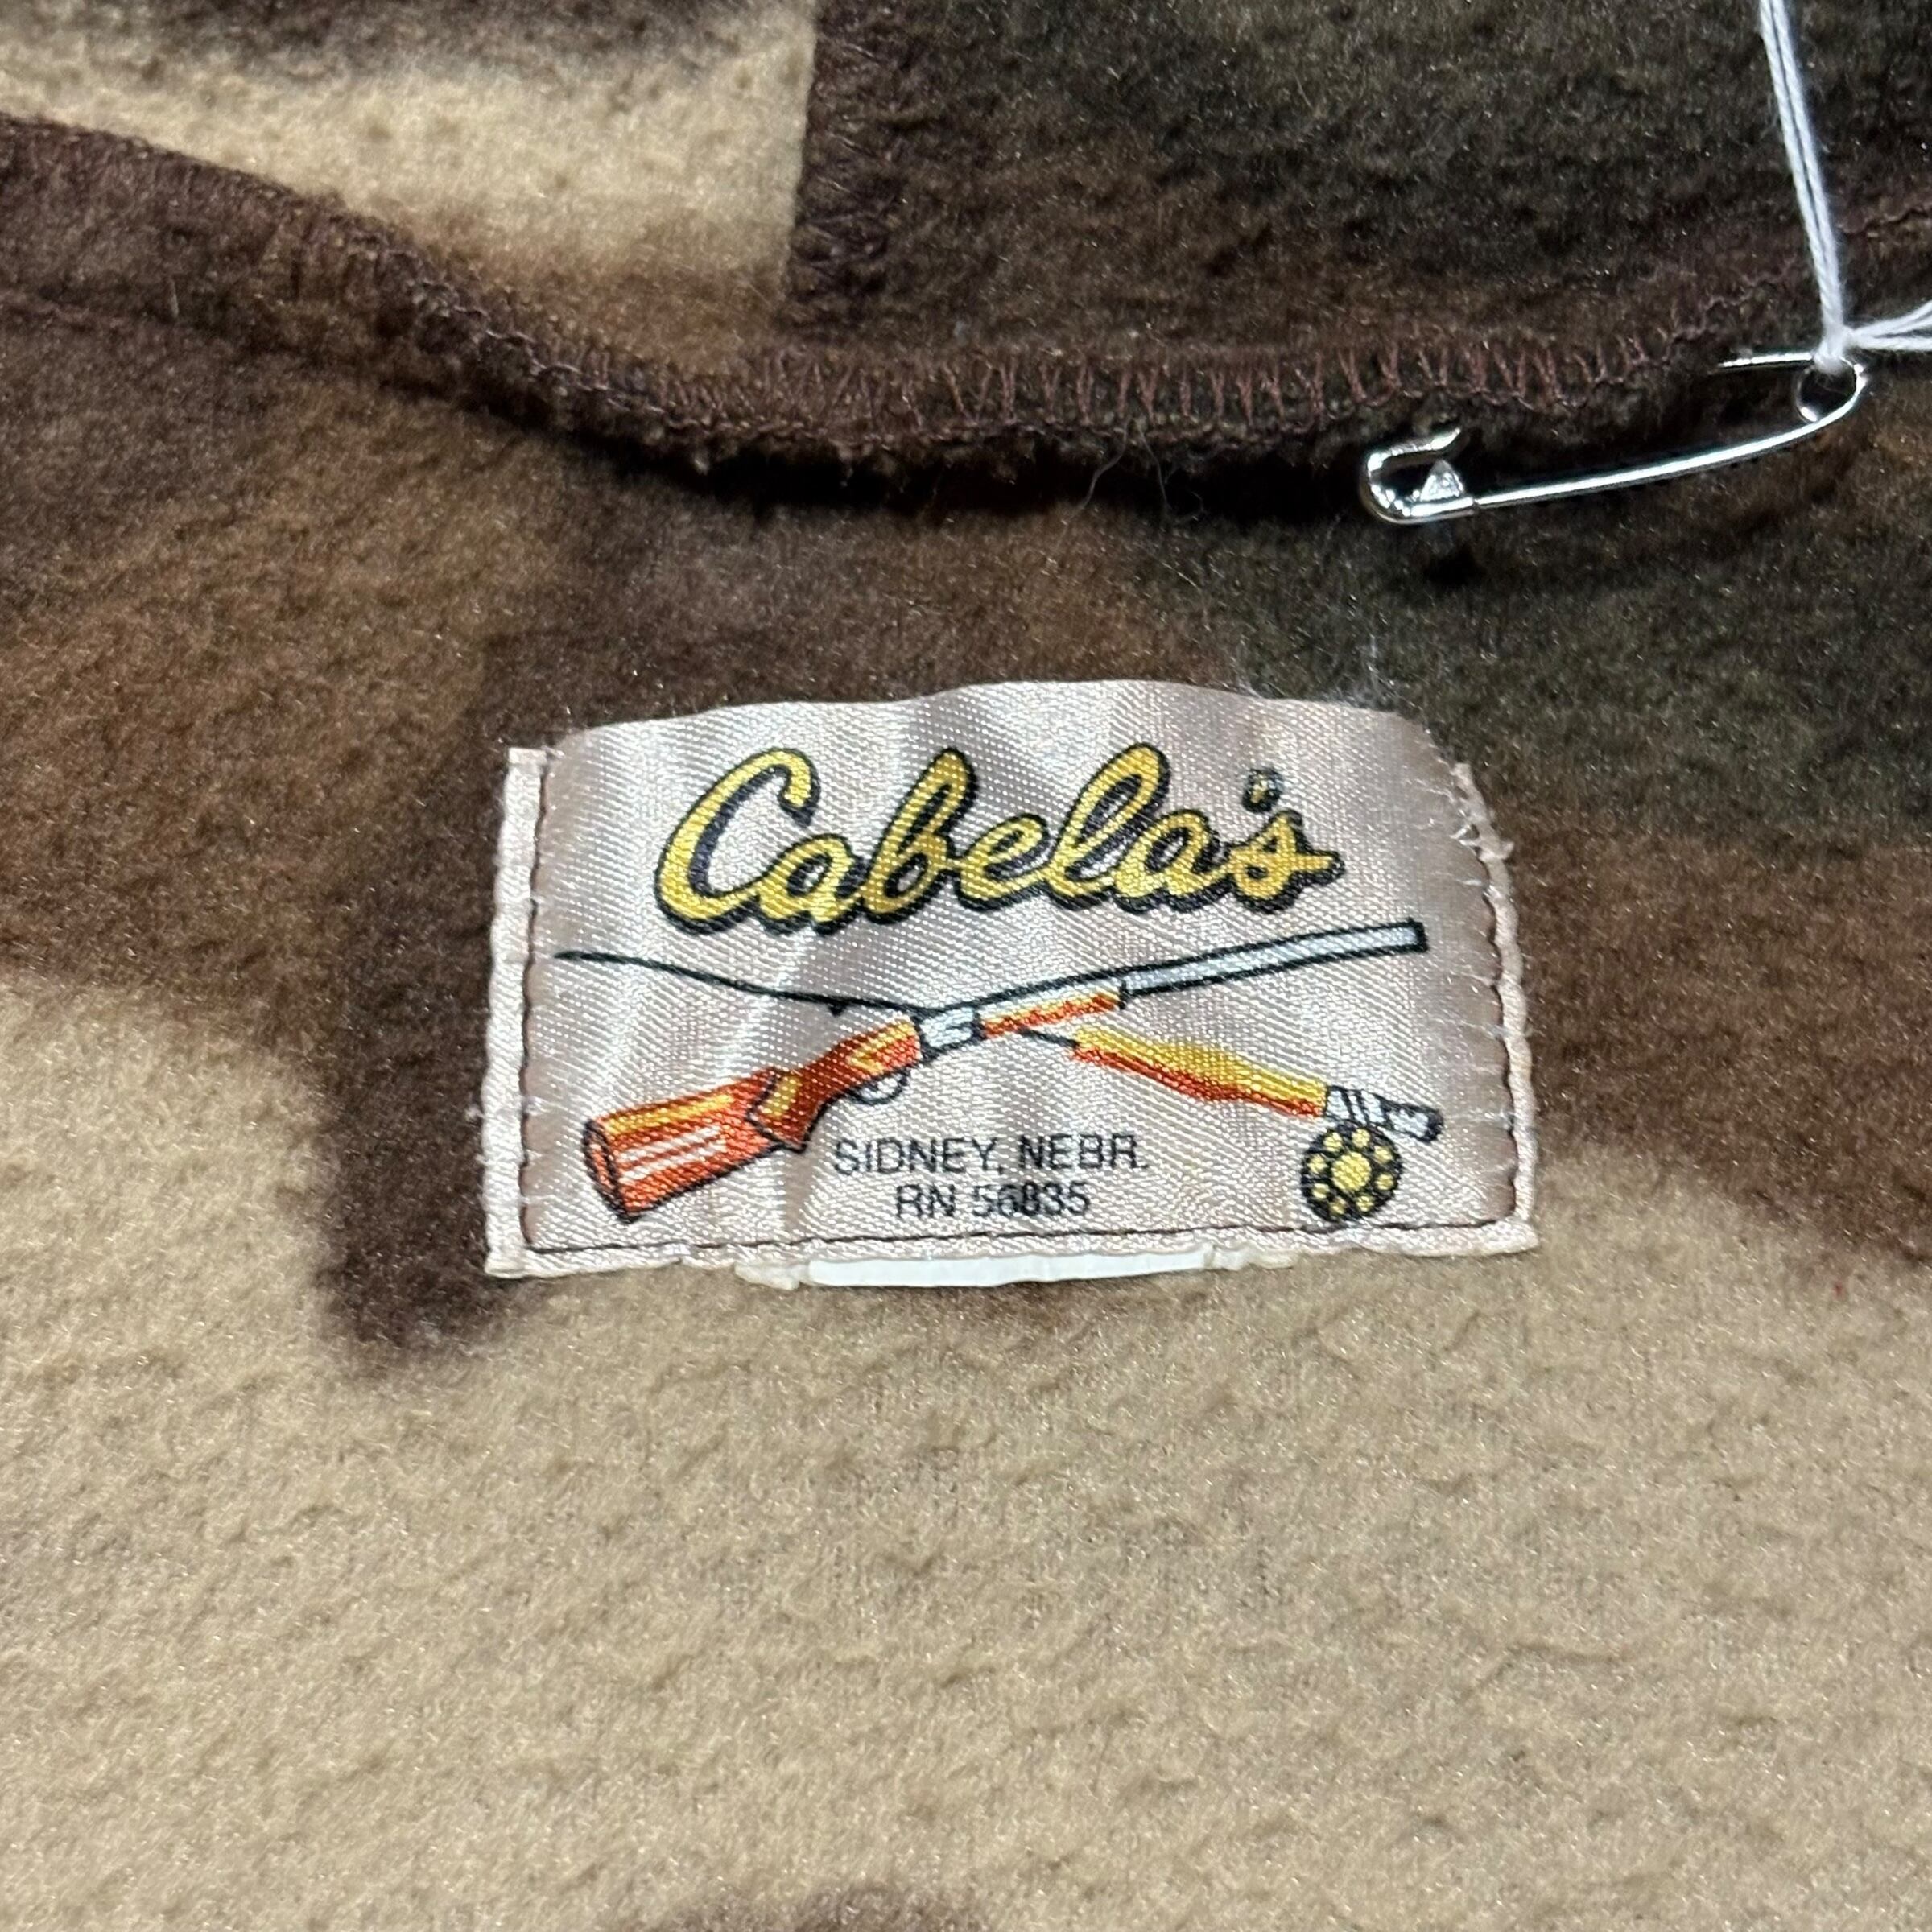 Cabela's
SIDNEY, NEBR.
RN 56835